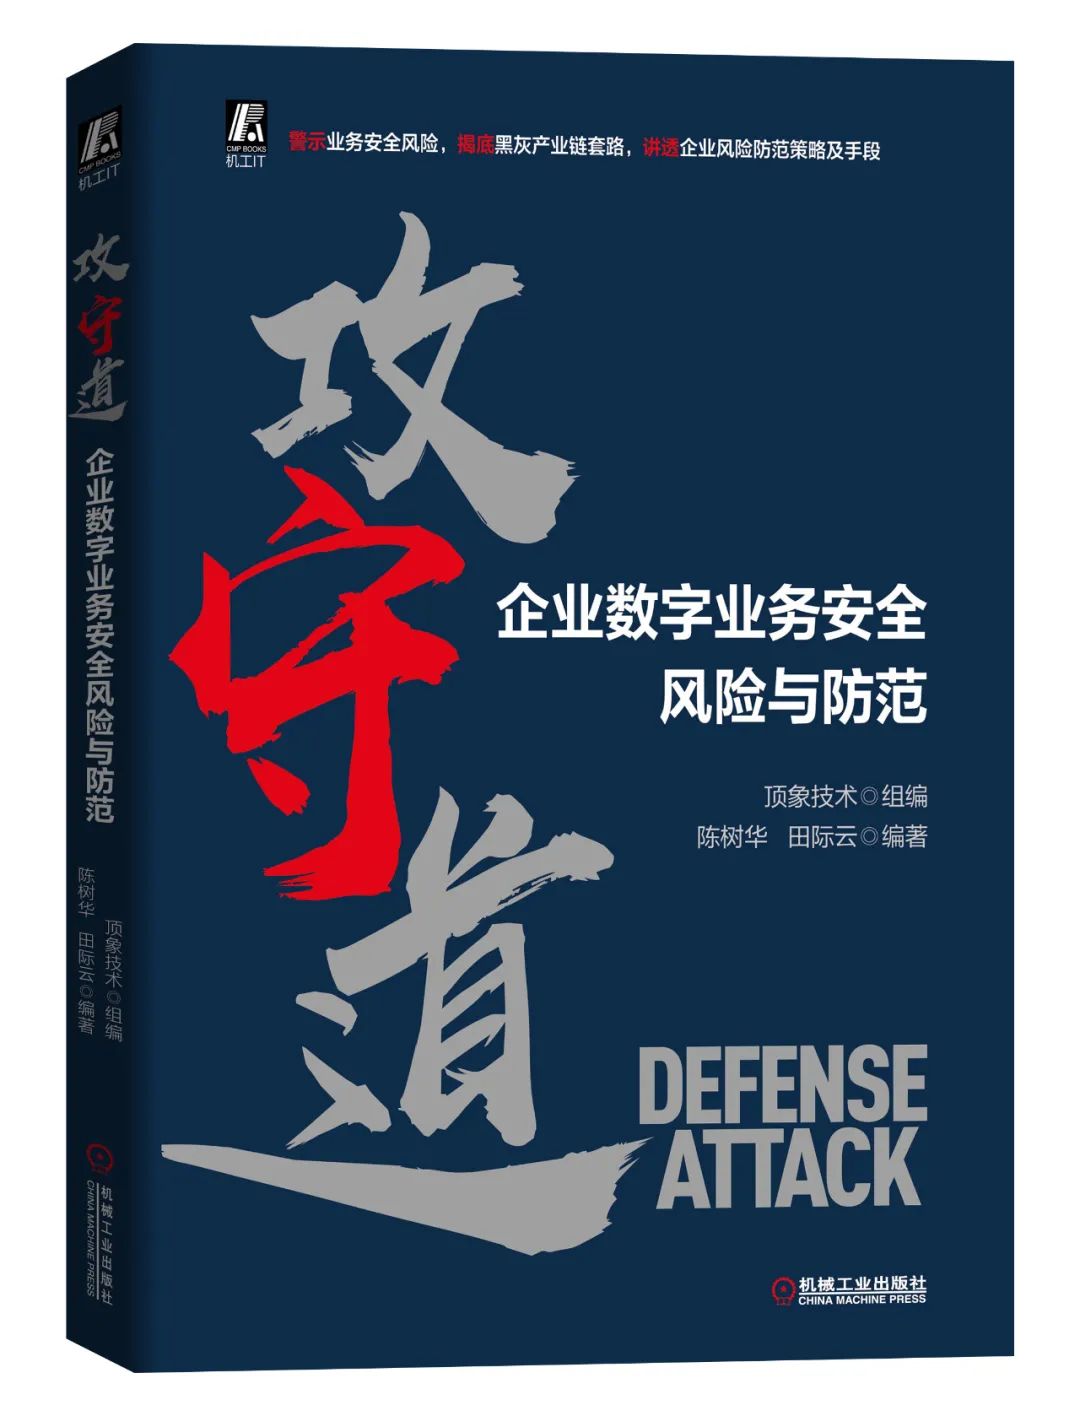 CMP BOOKS
机工IT
警示业务安全风险，揭底黑灰产业链套路，讲透企业风险防范策略及手段
攻
守
道
企业数字业务安全
风险与防范
顶象技术◎组编
陈树华 田际云◎编著
DEFENSE
ATTACK
机械工业出版社
CHINA MACHINE PRESS
CMP BOOKS
机工IT
攻守道
企业数字业务安全风险与防范
顶象技术◎组编
陈树华 田际云◎编著
机械工业出版社
CHINA MACHINE PRESS